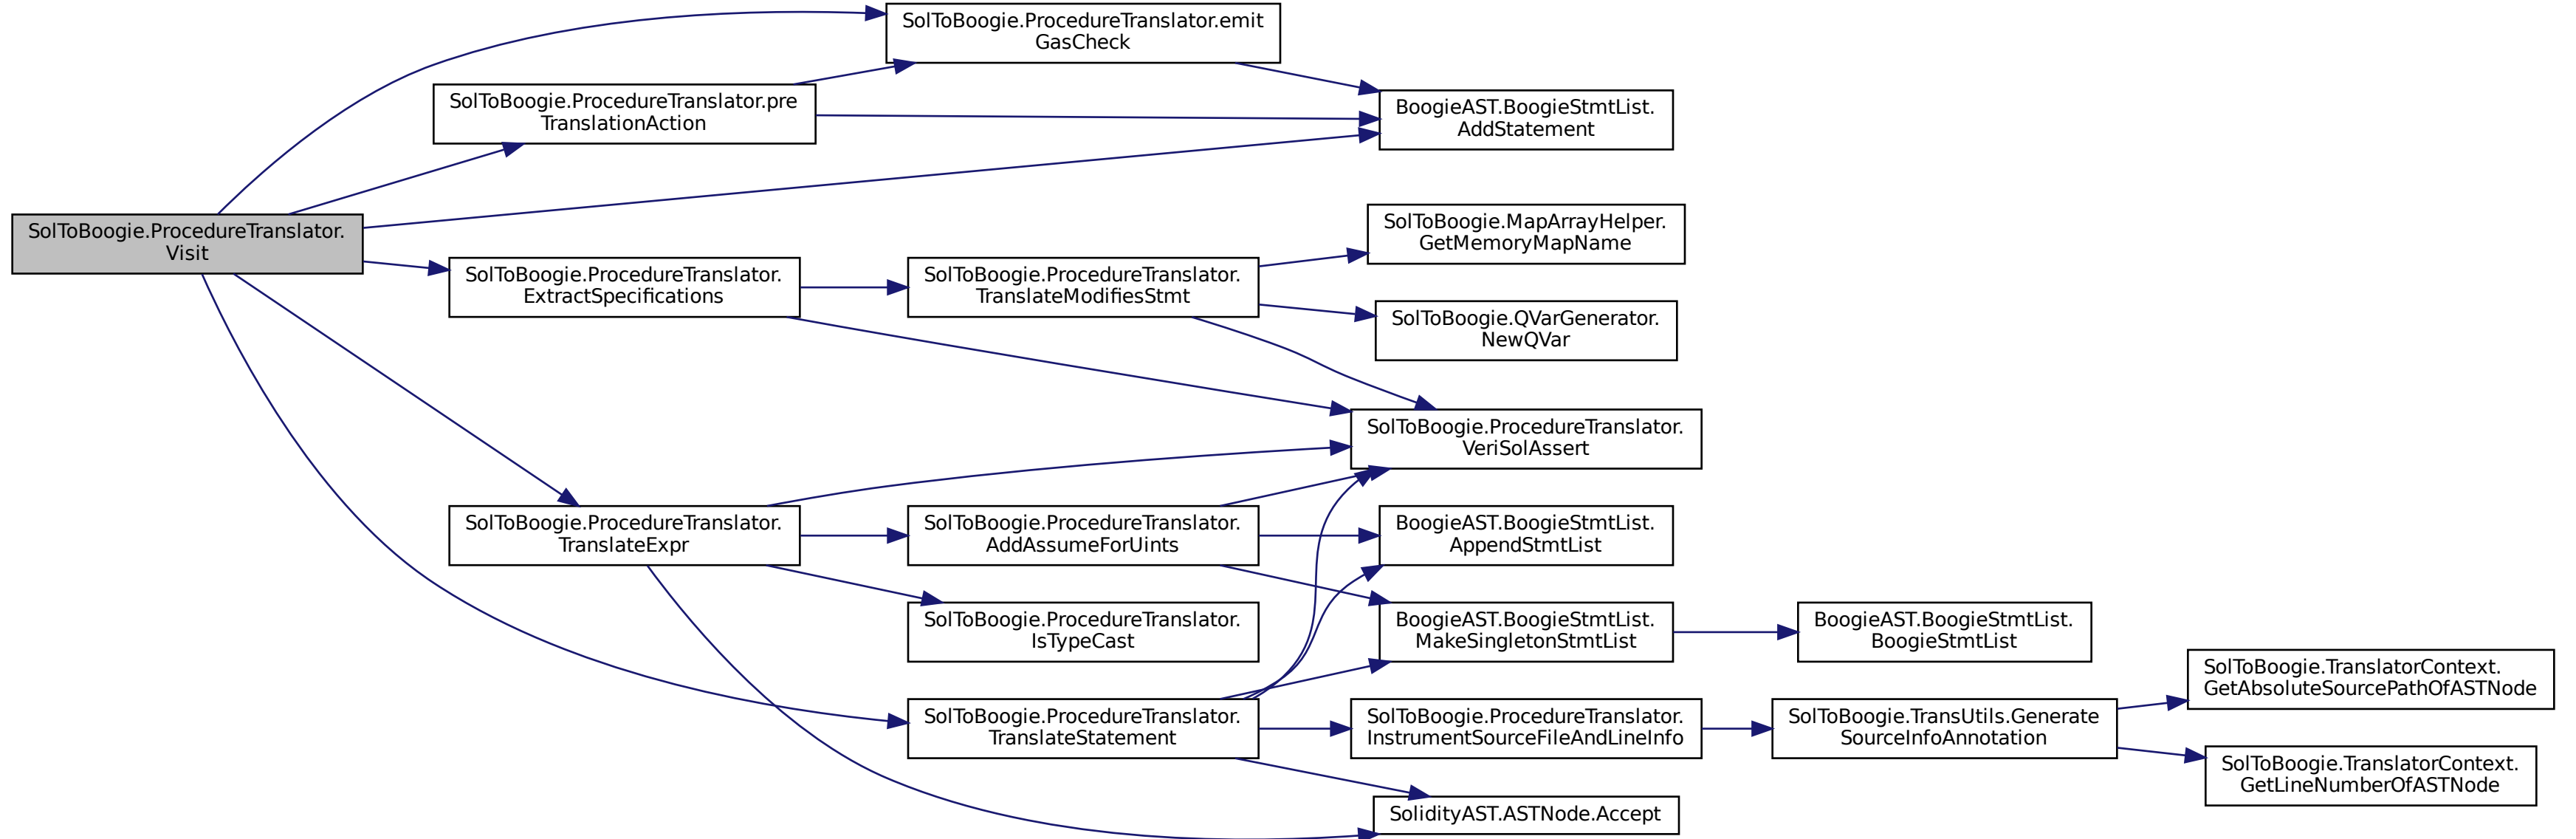 SolToBoogie.ProcedureTranslator.
Visit
SolToBoogie.ProcedureTranslator.emit
GasCheck
SolToBoogie.ProcedureTranslator.pre
TranslationAction
BoogieAST.BoogieStmtList.
AddStatement
SolToBoogie.ProcedureTranslator.
ExtractSpecifications
SolToBoogie.ProcedureTranslator.
TranslateModifiesStmt
SolToBoogie.MapArrayHelper.
GetMemoryMapName
SolToBoogie.QVarGenerator.
NewQVar
SolToBoogie.ProcedureTranslator.
VeriSolAssert
SolToBoogie.ProcedureTranslator.
TranslateExpr
SolToBoogie.ProcedureTranslator.
AddAssumeForUints
BoogieAST.BoogieStmtList.
AppendStmtList
SolToBoogie.ProcedureTranslator.
IsTypeCast
BoogieAST.BoogieStmtList.
MakeSingletonStmtList
BoogieAST.BoogieStmtList.
BoogieStmtList
SolToBoogie.ProcedureTranslator.
TranslateStatement
SolToBoogie.ProcedureTranslator.
InstrumentSourceFileAndLineInfo
SolToBoogie.TransUtils.Generate
SourceInfoAnnotation
SolToBoogie.TranslatorContext.
GetAbsoluteSourcePathOfASTNode
SolToBoogie.TranslatorContext.
GetLineNumberOfASTNode
SolidityAST.ASTNode.Accept